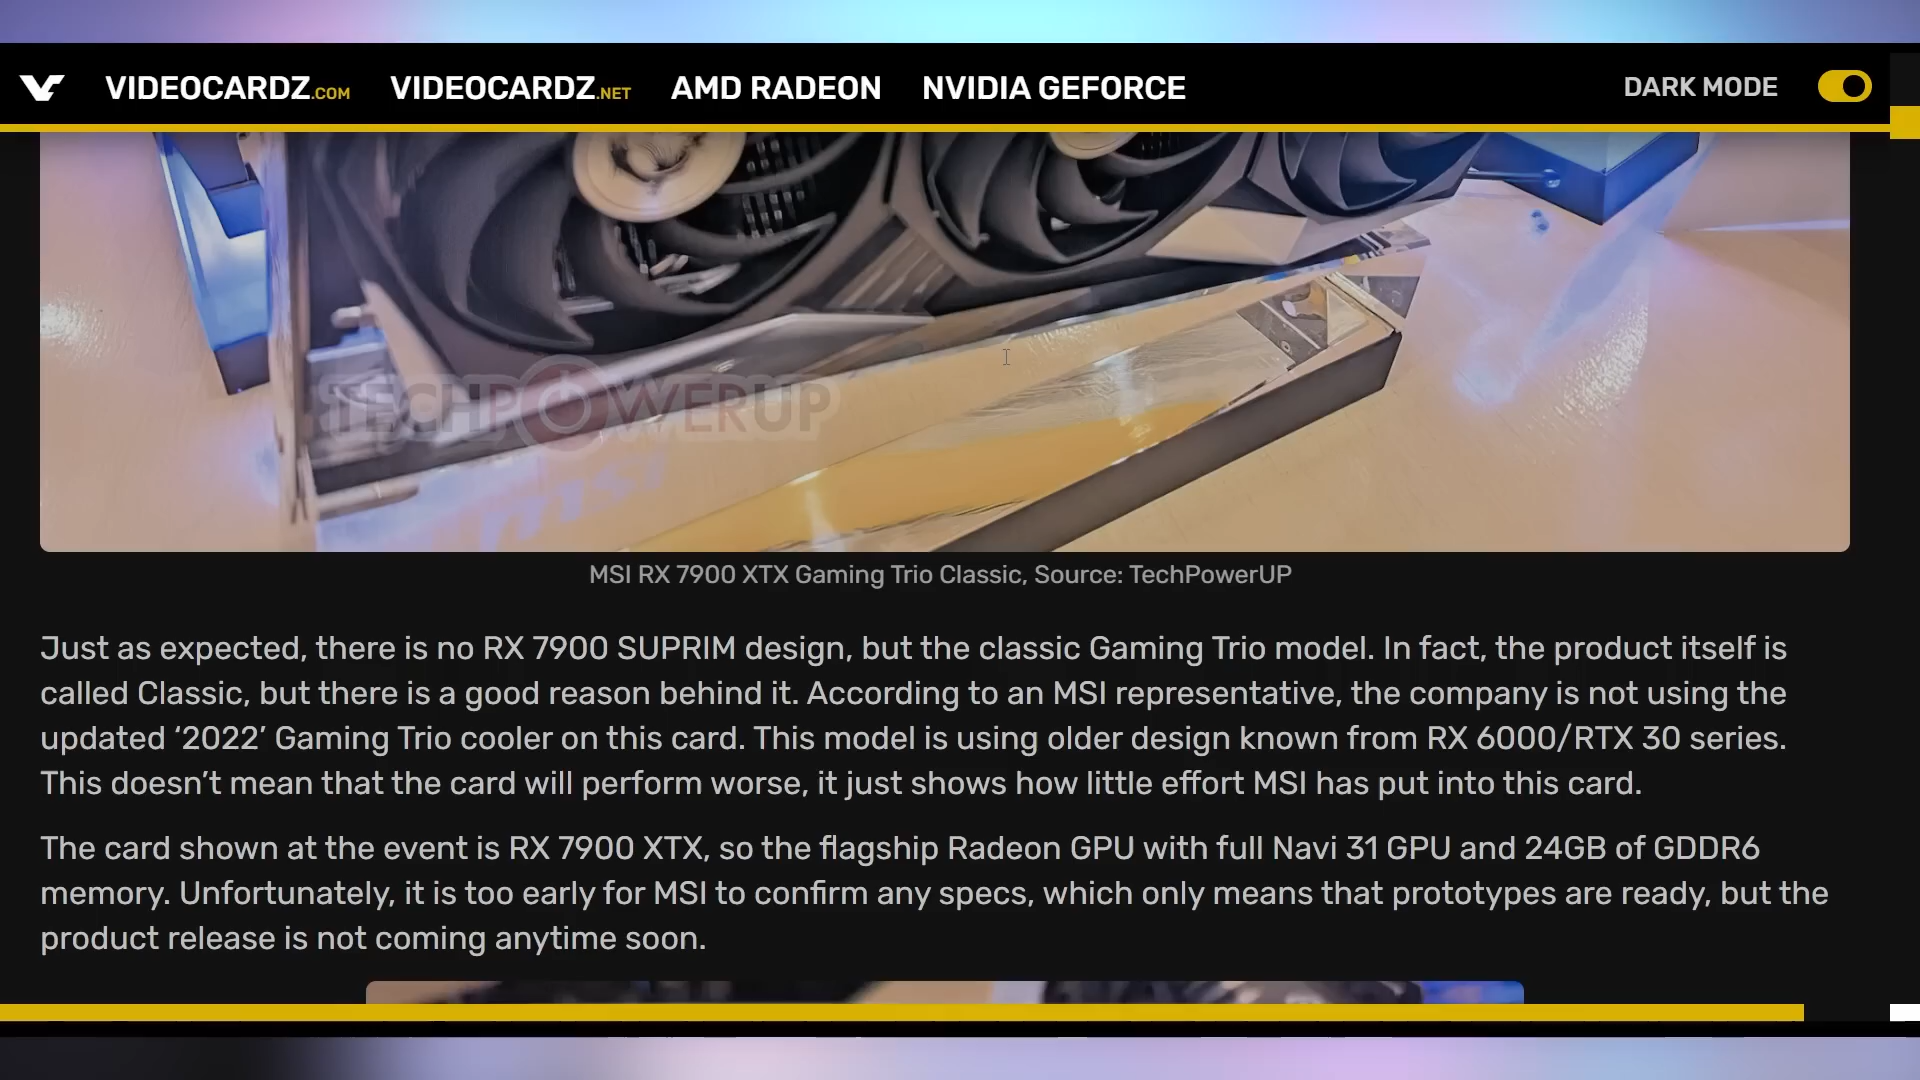 VIDEOCARDZ.COM VIDEOCARDZ.NET AMD RADEON NVIDIA GEFORCE DARK MODE
TECHPOWERUP
msi
MSI RX 7900 XTX Gaming Trio Classic, Source: TechPowerUP
Just as expected, there is no RX 7900 SUPRIM design, but the classic Gaming Trio model. In fact, the product itself is
called Classic, but there is a good reason behind it. According to an MSI representative, the company is not using the
updated ‘2022’ Gaming Trio cooler on this card. This model is using older design known from RX 6000/RTX 30 series.
This doesn’t mean that the card will perform worse, it just shows how little effort MSI has put into this card.
The card shown at the event is RX 7900 XTX, so the flagship Radeon GPU with full Navi 31 GPU and 24GB of GDDR6
memory. Unfortunately, it is too early for MSI to confirm any specs, which only means that prototypes are ready, but the
product release is not coming anytime soon.